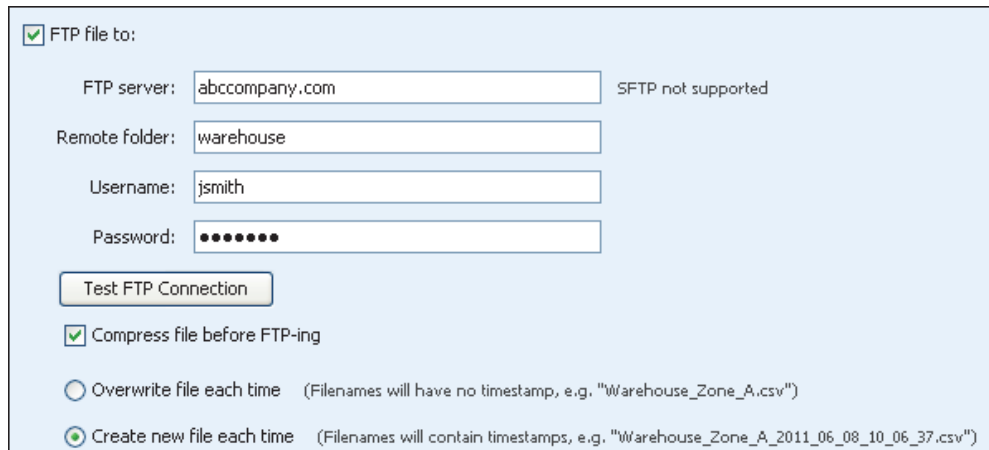 FTP file to:
FTP server: abccompany.com SFTP not supported
Remote folder: warehouse
Username: jsmith
Password: •••••••
Test FTP Connection
Compress file before FTP-ing
Overwrite file each time (Filenames will have no timestamp, e.g. "Warehouse_Zone_A.csv")
Create new file each time (Filenames will contain timestamps, e.g. "Warehouse_Zone_A_2011_06_08_10_06_37.csv")